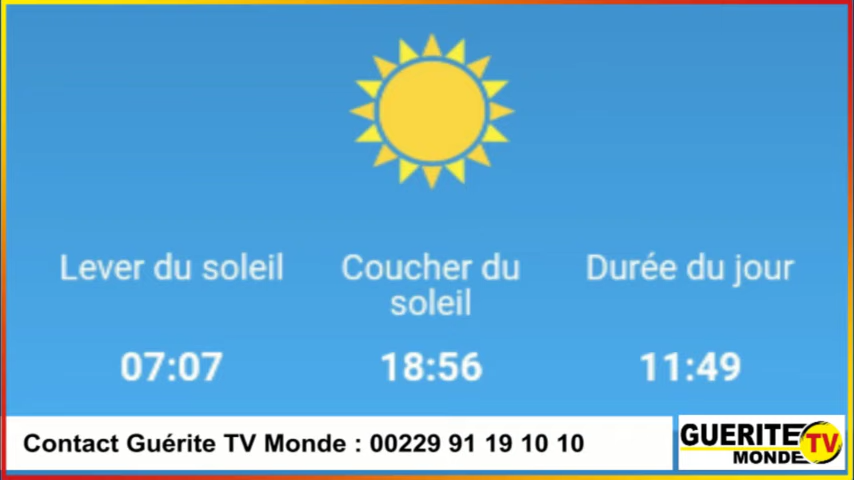 Lever du soleil
Coucher du
soleil
Durée du jour
07:07
18:56
11:49
Contact Guérite TV Monde : 00229 91 19 10 10
GUERITE TV
MONDE